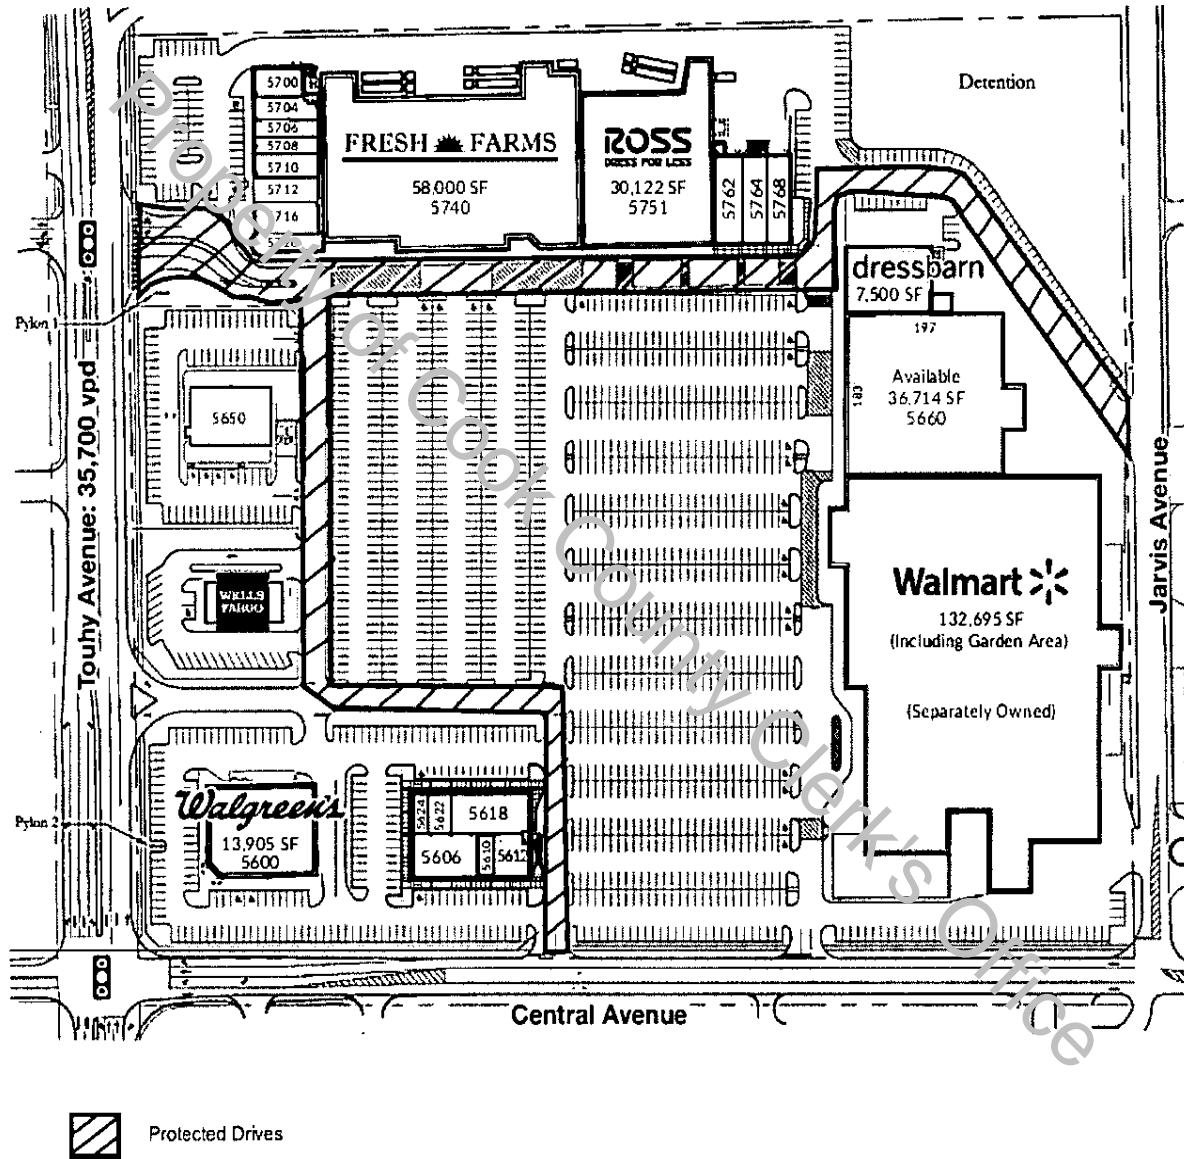 Detention
5700
5704
5706
5708
5710
5712
716
FRESH FARMS
58,000 SF
5740
ROSS
DRESS FOR LESS
30,122 SF
5751
5762
5764
5768
dressbarn
7,500 SF
197
183
Available
36,714 SF
5660
Pylon 1
5650
Touhy Avenue: 35,700 vpd
WELLS
FARGO
Walmart
132,695 SF
(Including Garden Area)
(Separately Owned)
Jarvis Avenue
Pylon 2
Walgreens
13,905 SF
5600
5624
5622
5618
5606
5610
5612
Central Avenue
Protected Drives
Property of Cook County Clerk's Office